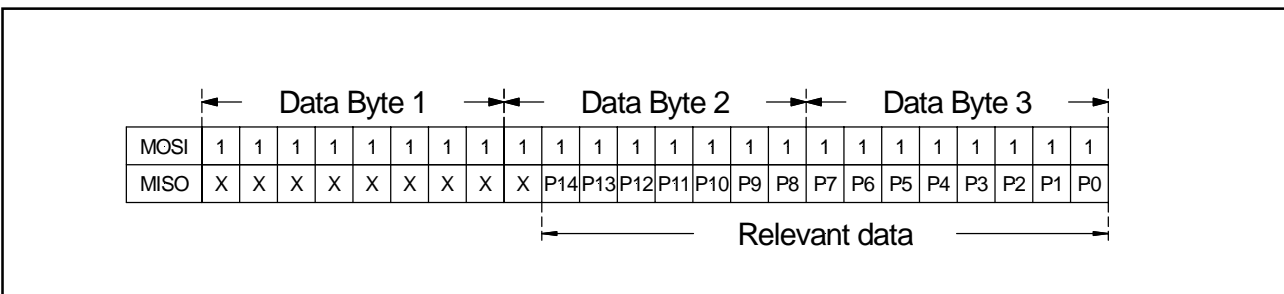 Data Byte 1 Data Byte 2 Data Byte 3
MOSI 1 1 1 1 1 1 1 1 1 1 1 1 1 1 1 1 1 1 1 1 1 1 1 1
MISO X X X X X X X X X P14 P13 P12 P11 P10 P9 P8 P7 P6 P5 P4 P3 P2 P1 P0
Relevant data